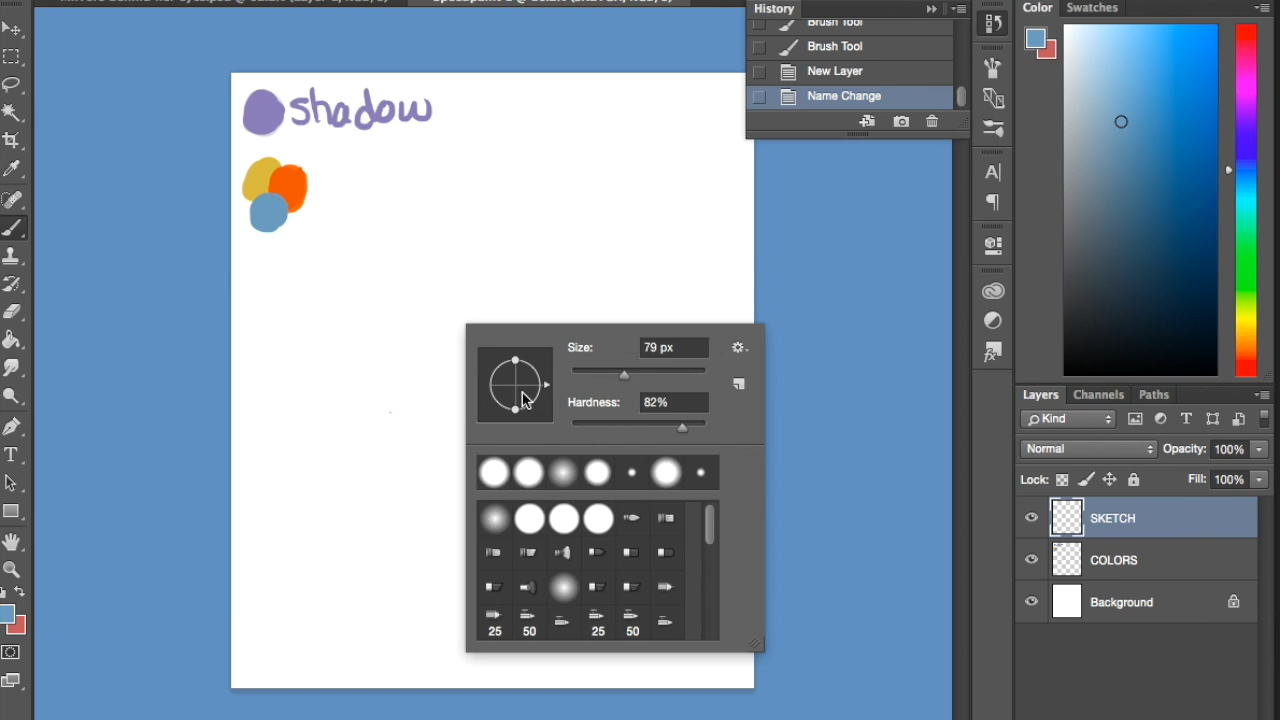 History
Color
Swatches
Brush Tool
Brush Tool
New Layer
Name Change
shadow
Size:
79 px
Hardness:
82%
25
50
25
50
Layers
Channels
Paths
Kind
Normal
Opacity:
100%
Lock:
Fill:
100%
SKETCH
COLORS
Background